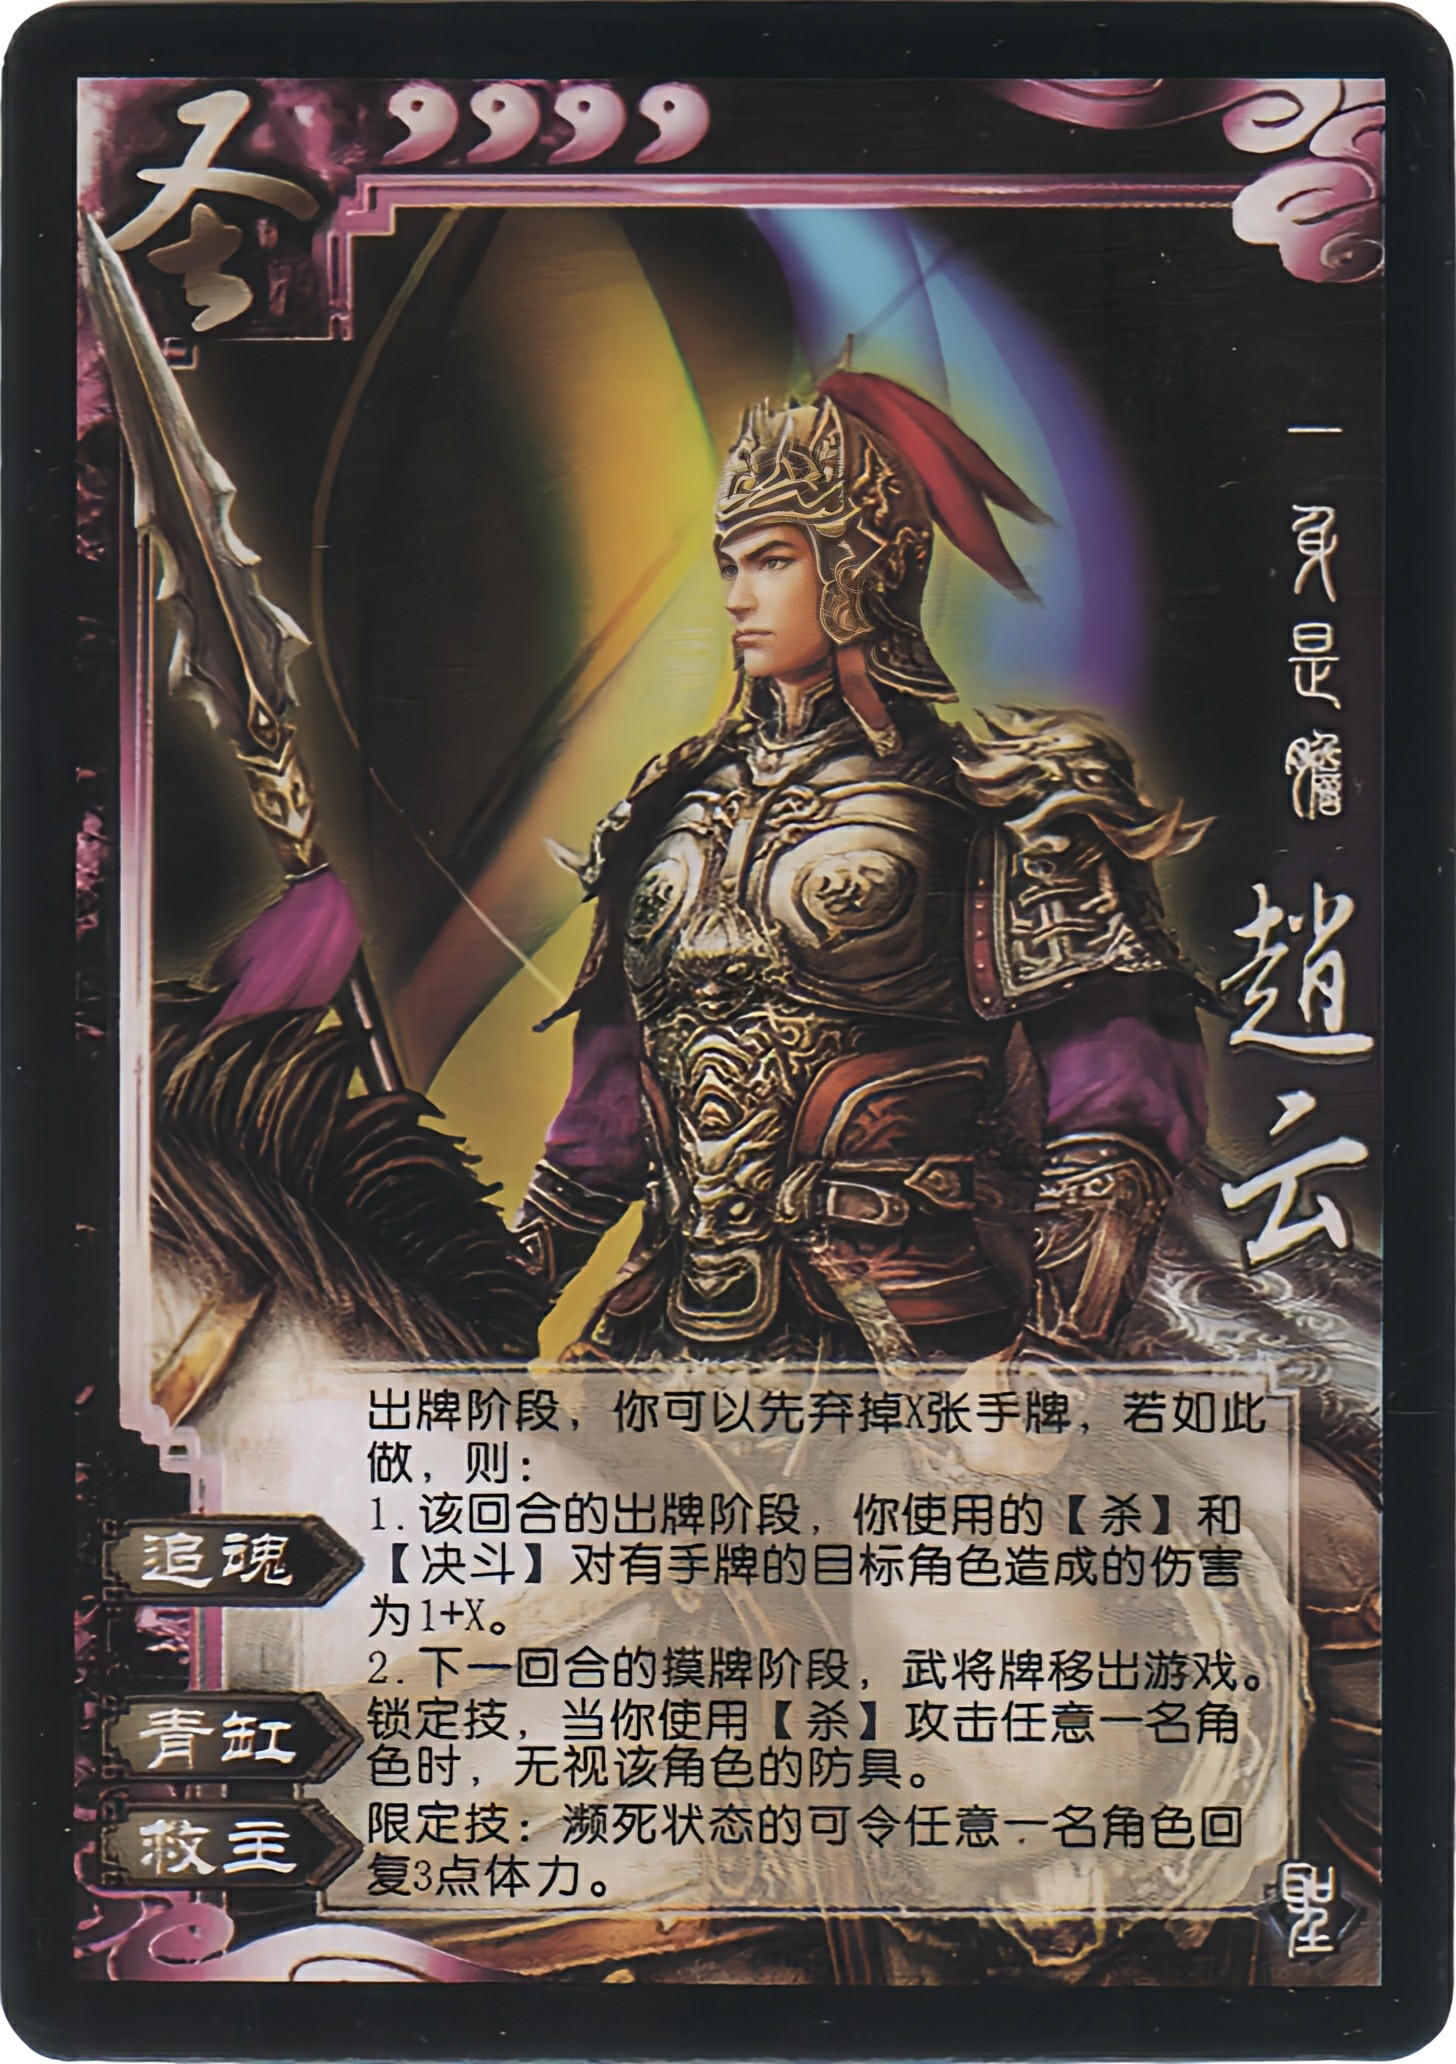 圣
一身是膽
趙云
追魂
出牌阶段，你可以先弃掉X张手牌，若如此
做，则：
1.该回合的出牌阶段，你使用的【杀】和
【决斗】对有手牌的目标角色造成的伤害
为1+X。
2.下一回合的摸牌阶段，武将牌移出游戏。
青缸
锁定技，当你使用【杀】攻击任意一名角
色时，无视该角色的防具。
救主
限定技：濒死状态的可令任意一名角色回
复3点体力。
聖